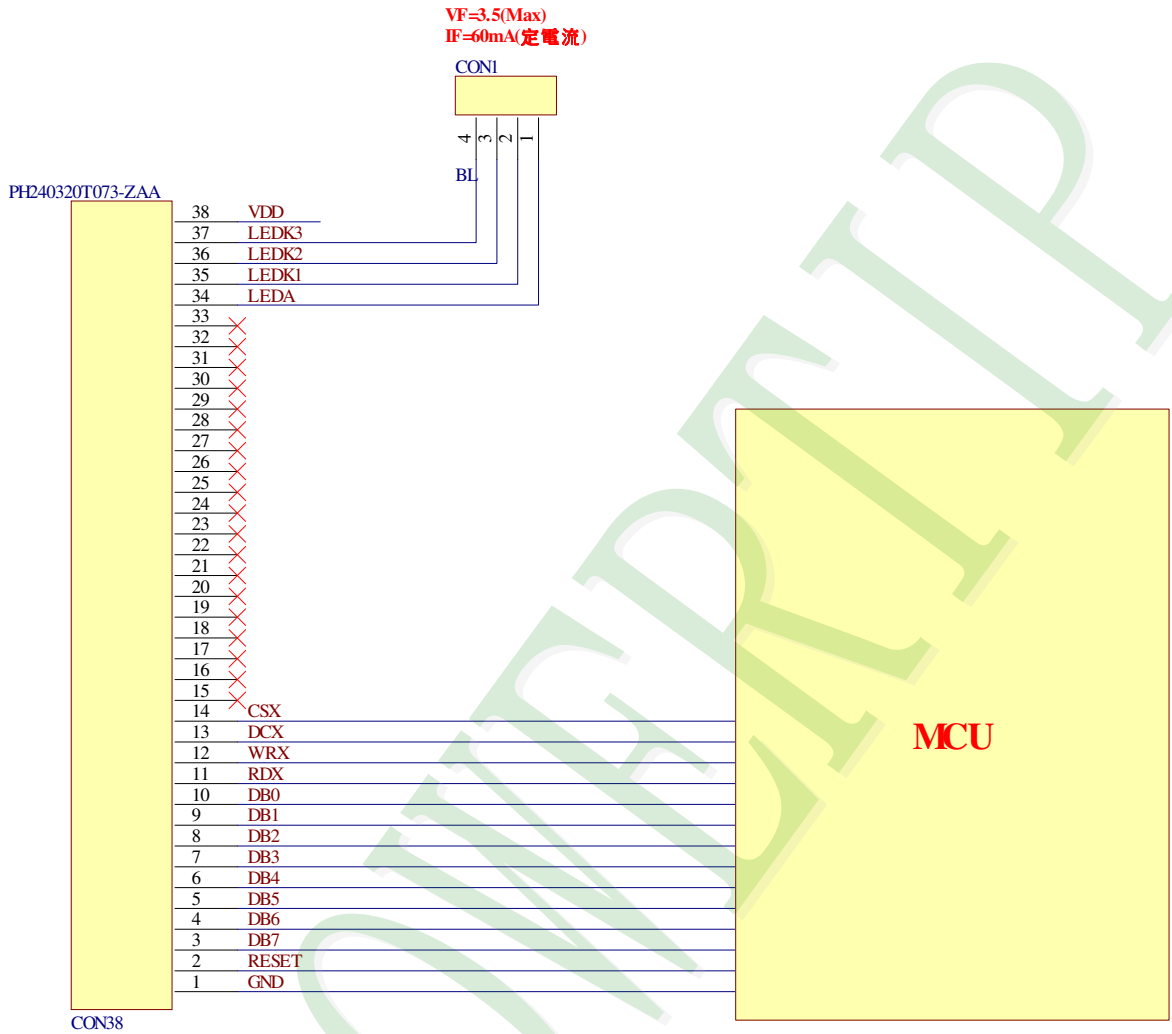 VF=3.5(Max)
IF=60mA(定電流)
CON1
4
3
2
1
BL
PH240320T073-ZAA
38 VDD
37 LEDK3
36 LEDK2
35 LEDK1
34 LEDA
33
32
31
30
29
28
27
26
25
24
23
22
21
20
19
18
17
16
15
14 CSX
13 DCX
12 WRX
11 RDX
10 DB0
9 DB1
8 DB2
7 DB3
6 DB4
5 DB5
4 DB6
3 DB7
2 RESET
1 GND
CON38
MCU
OWERTIP